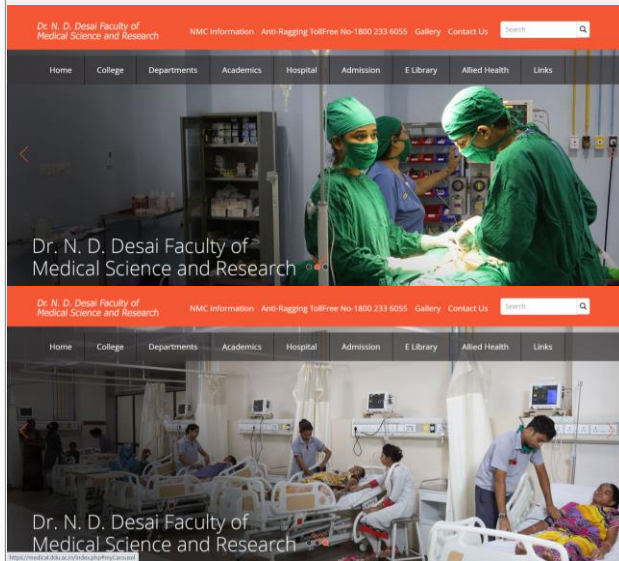 Dr. N. D. Desai Faculty of
Medical Science and Research
NMC Information Anti-Ragging TollFree No-1800 233 6055 Gallery Contact Us Search
Home College Departments Academics Hospital Admission E Library Allied Health Links
Dr. N. D. Desai Faculty of
Medical Science and Research
Dr. N. D. Desai Faculty of
Medical Science and Research
NMC Information Anti-Ragging TollFree No-1800 233 6055 Gallery Contact Us Search
Home College Departments Academics Hospital Admission E Library Allied Health Links
Dr. N. D. Desai Faculty of
Medical Science and Research
https://medical.ddu.ac.in/index.php#myCarousel